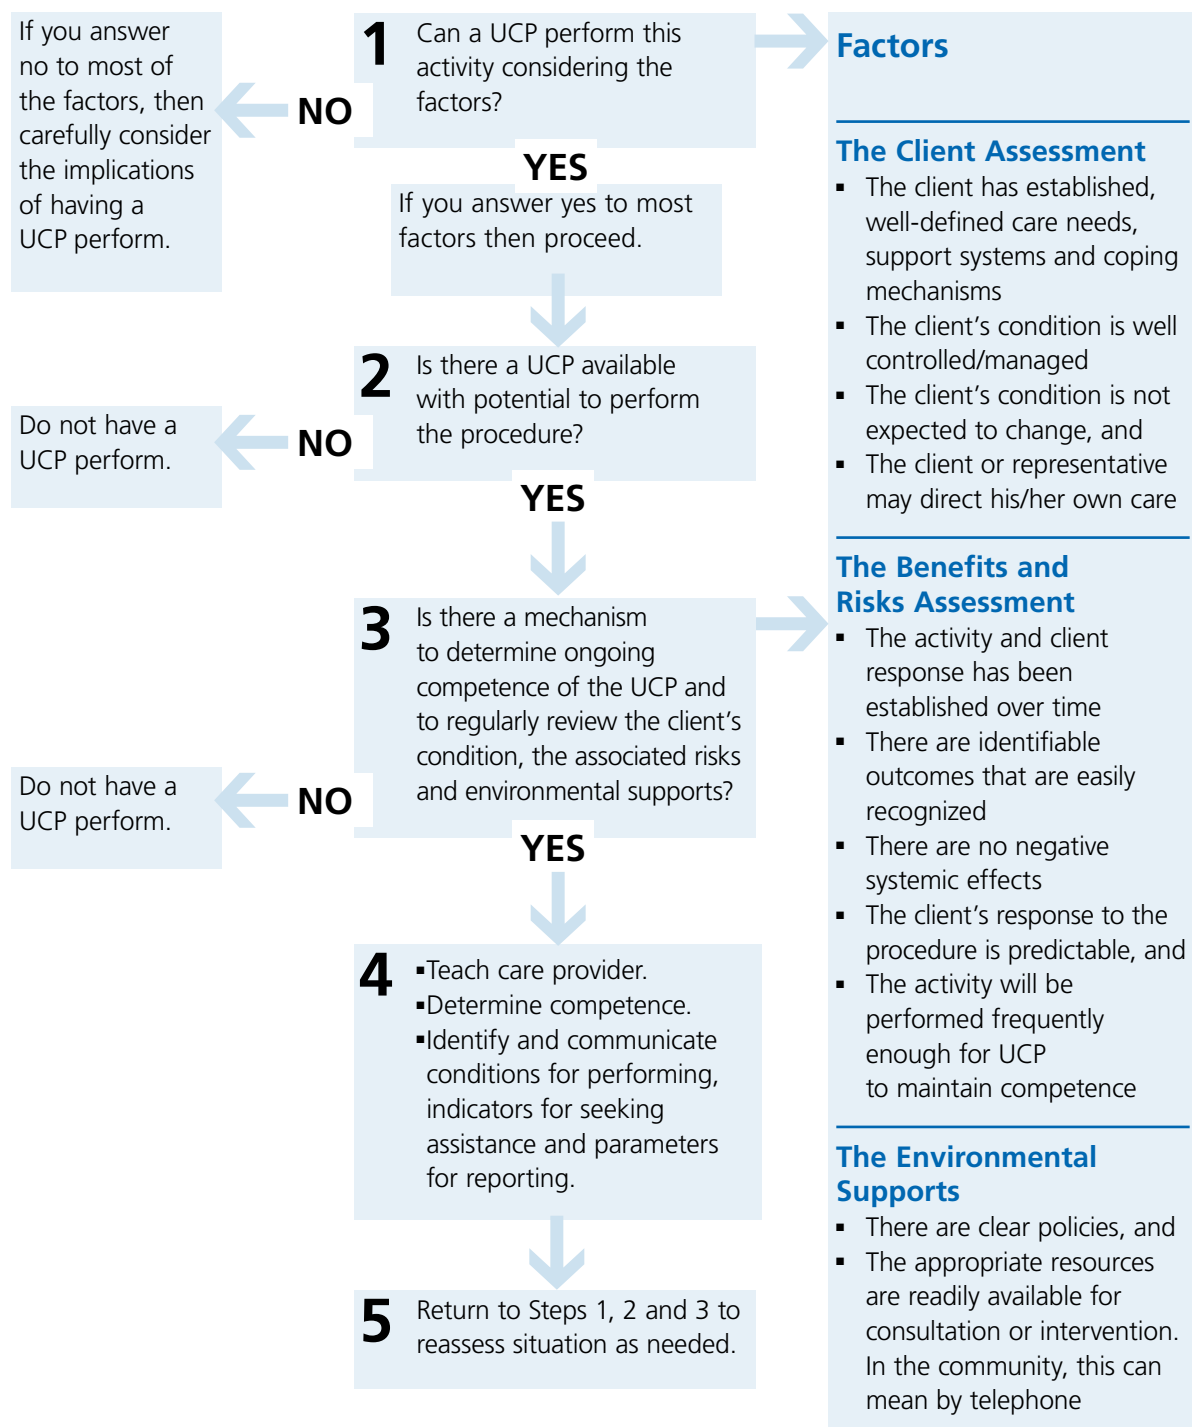 If you answer
no to most of
the factors, then
carefully consider
the implications
of having a
UCP perform.
NO
1
Can a UCP perform this
activity considering the
factors?
YES
If you answer yes to most
factors then proceed.
2
Is there a UCP available
with potential to perform
the procedure?
NO
Do not have a
UCP perform.
YES
3
Is there a mechanism
to determine ongoing
competence of the UCP and
to regularly review the client's
condition, the associated risks
and environmental supports?
NO
Do not have a
UCP perform.
YES
4
▪Teach care provider.
▪Determine competence.
▪Identify and communicate
conditions for performing,
indicators for seeking
assistance and parameters
for reporting.
5
Return to Steps 1, 2 and 3 to
reassess situation as needed.
Factors
The Client Assessment
▪ The client has established,
well-defined care needs,
support systems and coping
mechanisms
▪ The client's condition is well
controlled/managed
▪ The client's condition is not
expected to change, and
▪ The client or representative
may direct his/her own care
The Benefits and
Risks Assessment
▪ The activity and client
response has been
established over time
▪ There are identifiable
outcomes that are easily
recognized
▪ There are no negative
systemic effects
▪ The client's response to the
procedure is predictable, and
▪ The activity will be
performed frequently
enough for UCP
to maintain competence
The Environmental
Supports
▪ There are clear policies, and
▪ The appropriate resources
are readily available for
consultation or intervention.
In the community, this can
mean by telephone